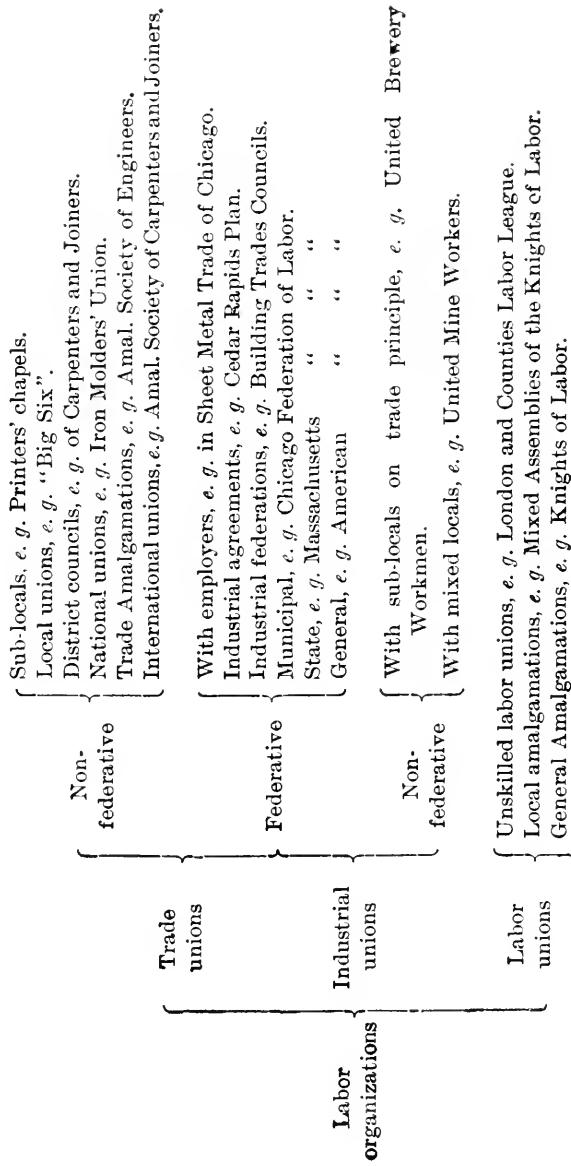 Labor
organizations
Trade
unions
Non-
federative
Sub-locals, e. g. Printers' chapels.
Local unions, e. g. "Big Six".
District councils, e. g. of Carpenters and Joiners.
National unions, e. g. Iron Molders' Union.
Trade Amalgamations, e. g. Amal. Society of Engineers.
International unions, e. g. Amal. Society of Carpenters and Joiners.
Federative
With employers, e. g. in Sheet Metal Trade of Chicago.
Industrial agreements, e. g. Cedar Rapids Plan.
Industrial federations, e. g. Building Trades Councils.
Municipal, e. g. Chicago Federation of Labor.
State, e. g. Massachusetts " " "
General, e. g. American " " "
Industrial
unions
Non-
federative
With sub-locals on trade principle, e. g. United Brewery
Workmen.
With mixed locals, e. g. United Mine Workers.
Labor
unions
Unskilled labor unions, e. g. London and Counties Labor League.
Local amalgamations, e. g. Mixed Assemblies of the Knights of Labor.
General Amalgamations, e. g. Knights of Labor.